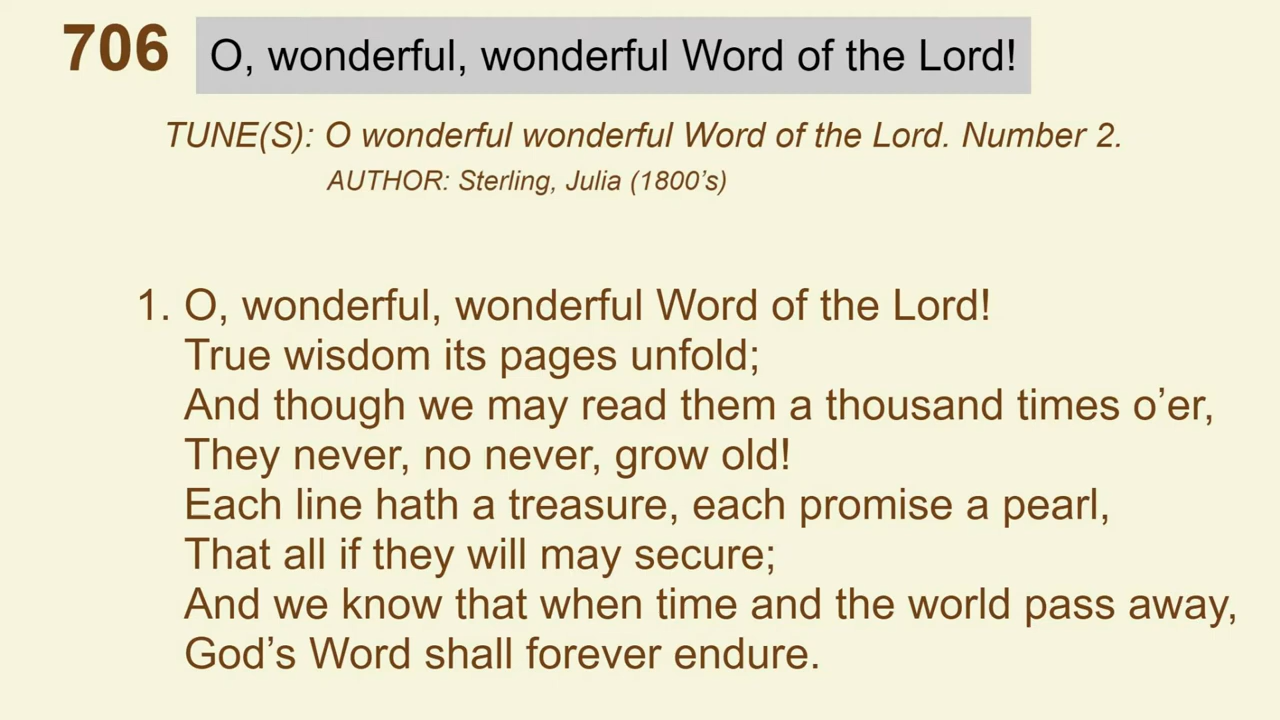 706 O, wonderful, wonderful Word of the Lord!
TUNE(S): O wonderful wonderful Word of the Lord. Number 2.
AUTHOR: Sterling, Julia (1800’s)
1. O, wonderful, wonderful Word of the Lord!
True wisdom its pages unfold;
And though we may read them a thousand times o’er,
They never, no never, grow old!
Each line hath a treasure, each promise a pearl,
That all if they will may secure;
And we know that when time and the world pass away,
God’s Word shall forever endure.